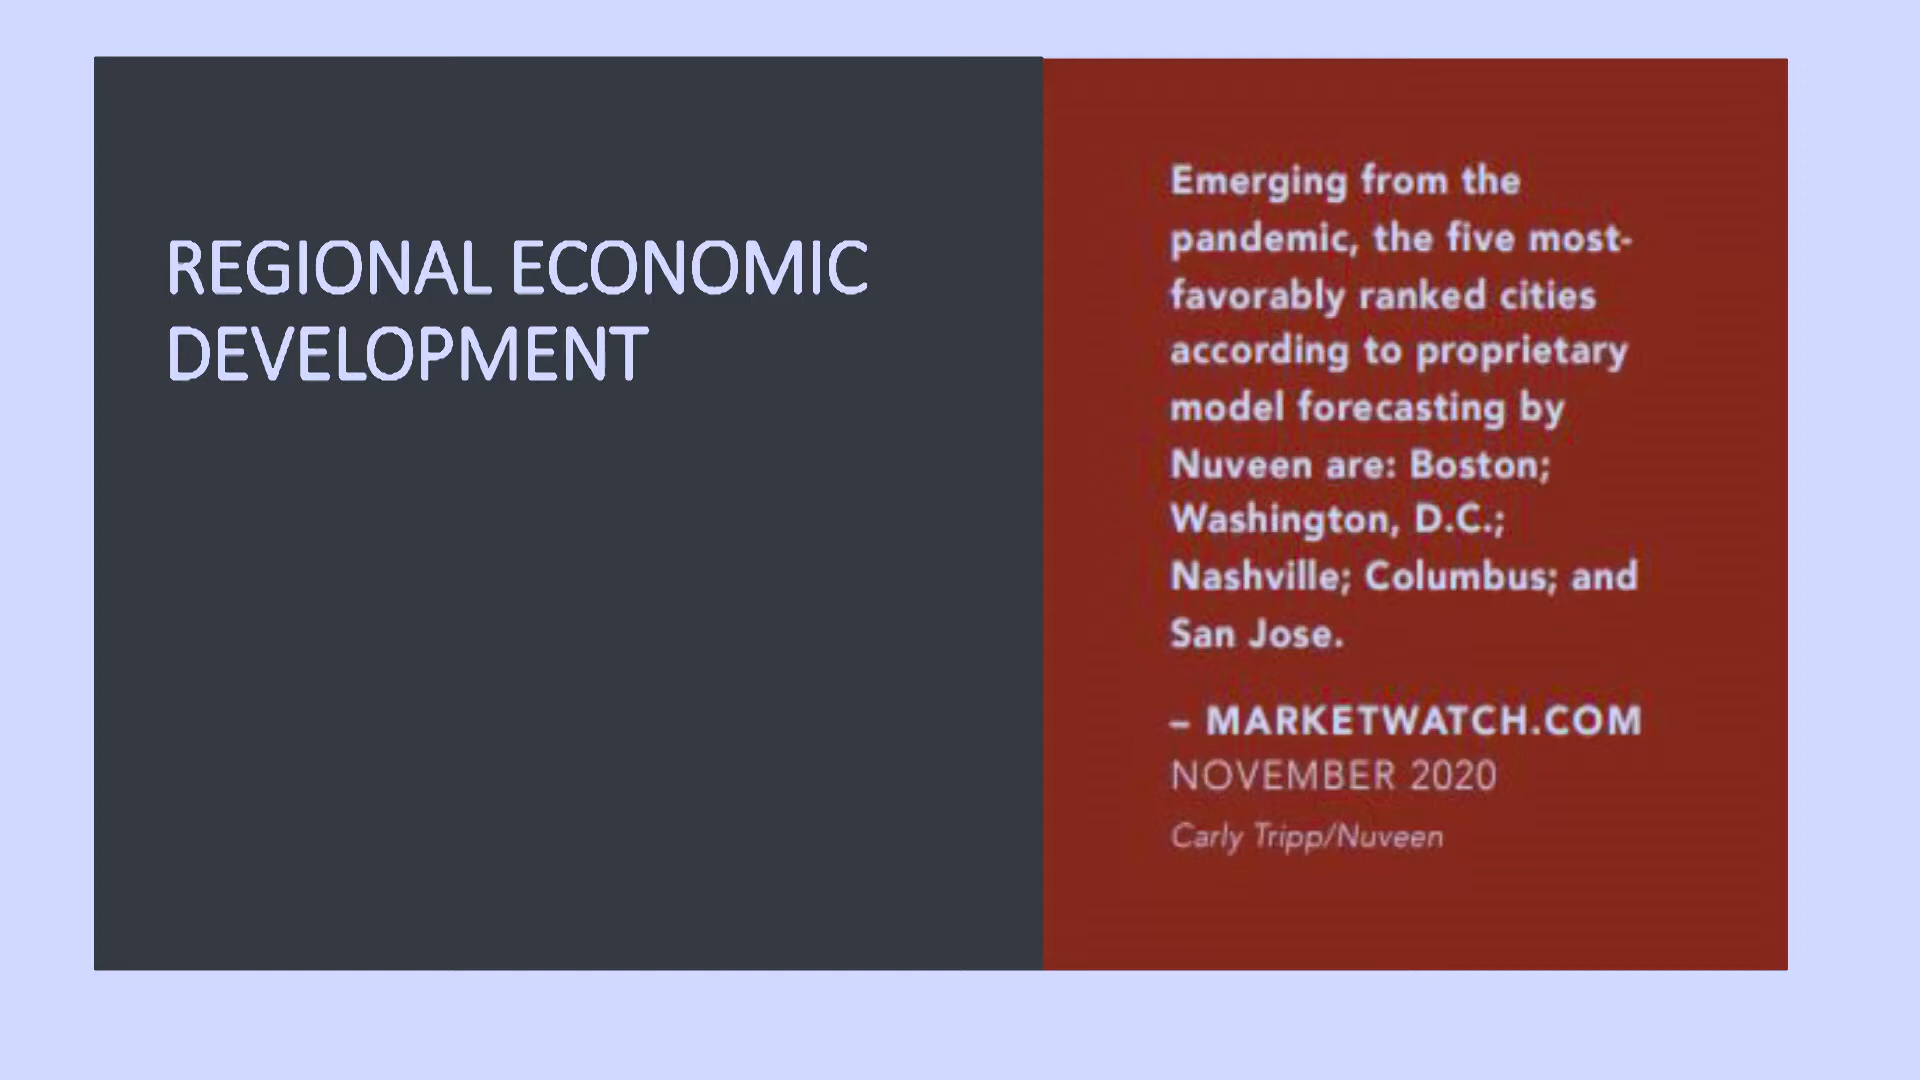 REGIONAL ECONOMIC
DEVELOPMENT
Emerging from the
pandemic, the five most-
favorably ranked cities
according to proprietary
model forecasting by
Nuveen are: Boston;
Washington, D.C.;
Nashville; Columbus; and
San Jose.
– MARKETWATCH.COM
NOVEMBER 2020
Carly Tripp/Nuveen